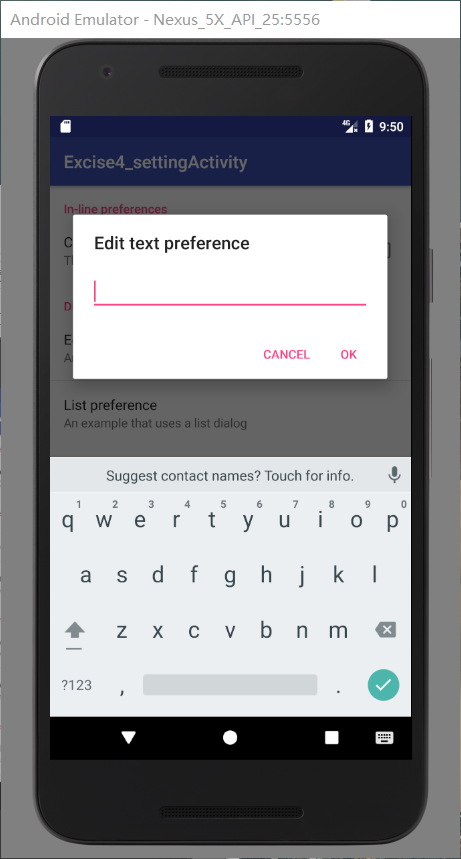 Android Emulator - Nexus_5X_API_25:5556
4G 9:50
Excise4_settingActivity
In-line preferences
Edit text preference
CANCEL OK
List preference
An example that uses a list dialog
Suggest contact names? Touch for info.
1 2 3 4 5 6 7 8 9 0
q w e r t y u i o p
a s d f g h j k l
z x c v b n m
?123 , .